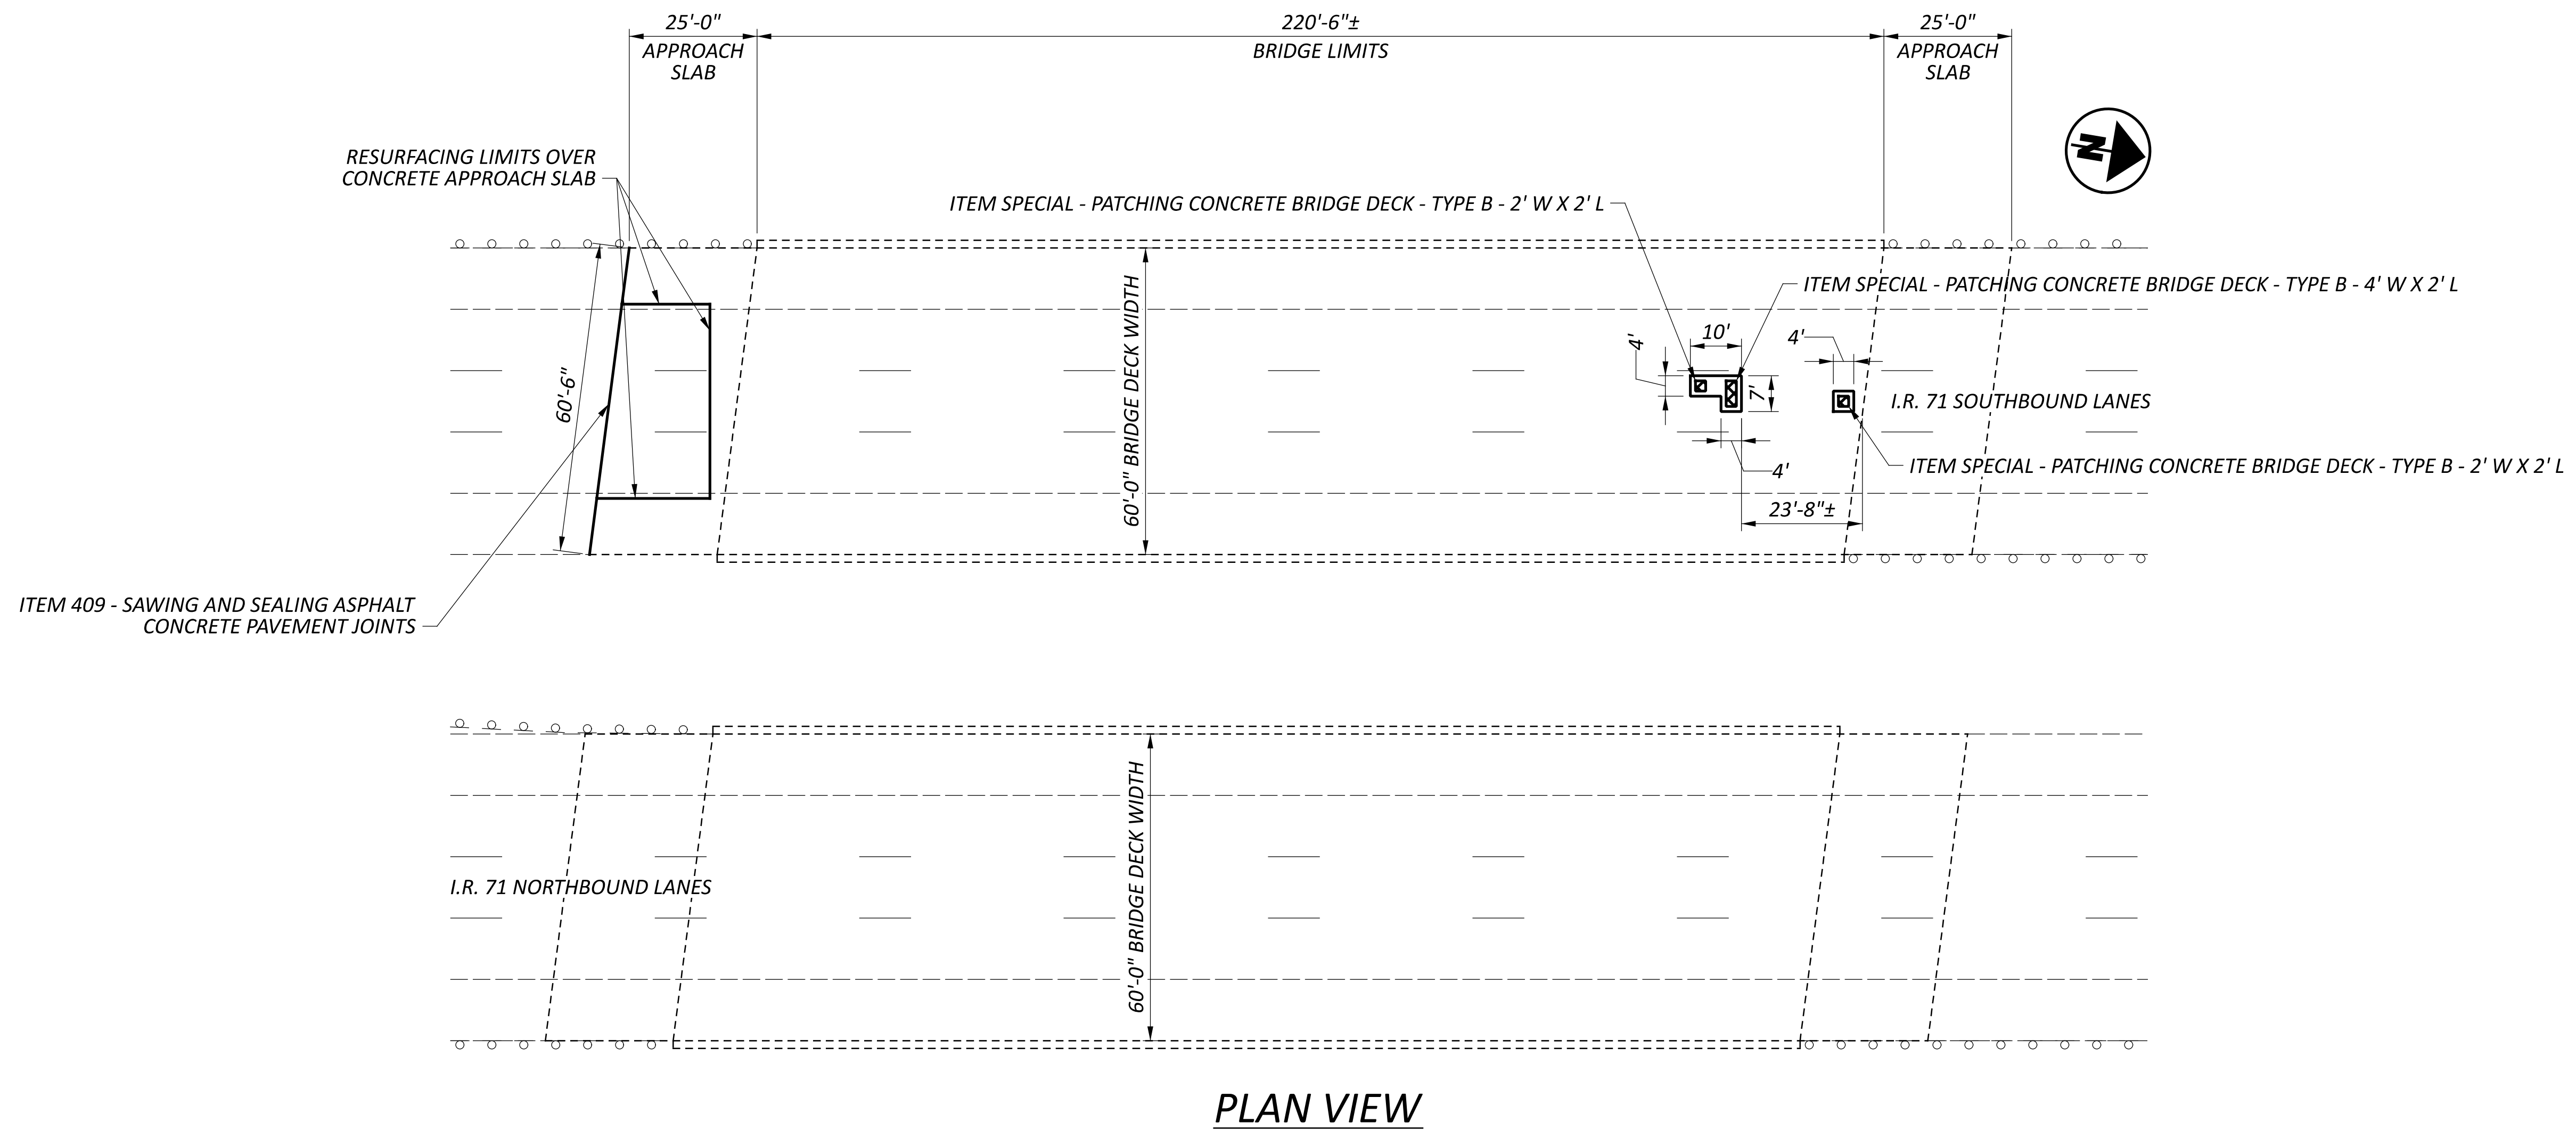 25'-0"
220'-6"±
25'-0"
APPROACH
SLAB
BRIDGE LIMITS
APPROACH
SLAB
N
RESURFACING LIMITS OVER
CONCRETE APPROACH SLAB
ITEM SPECIAL - PATCHING CONCRETE BRIDGE DECK - TYPE B - 2' W X 2' L
ITEM SPECIAL - PATCHING CONCRETE BRIDGE DECK - TYPE B - 4' W X 2' L
60'-6"
60'-0" BRIDGE DECK WIDTH
4'
10'
7'
4'
4'
I.R. 71 SOUTHBOUND LANES
ITEM SPECIAL - PATCHING CONCRETE BRIDGE DECK - TYPE B - 2' W X 2' L
23'-8"±
ITEM 409 - SAWING AND SEALING ASPHALT
CONCRETE PAVEMENT JOINTS
60'-0" BRIDGE DECK WIDTH
I.R. 71 NORTHBOUND LANES
PLAN VIEW